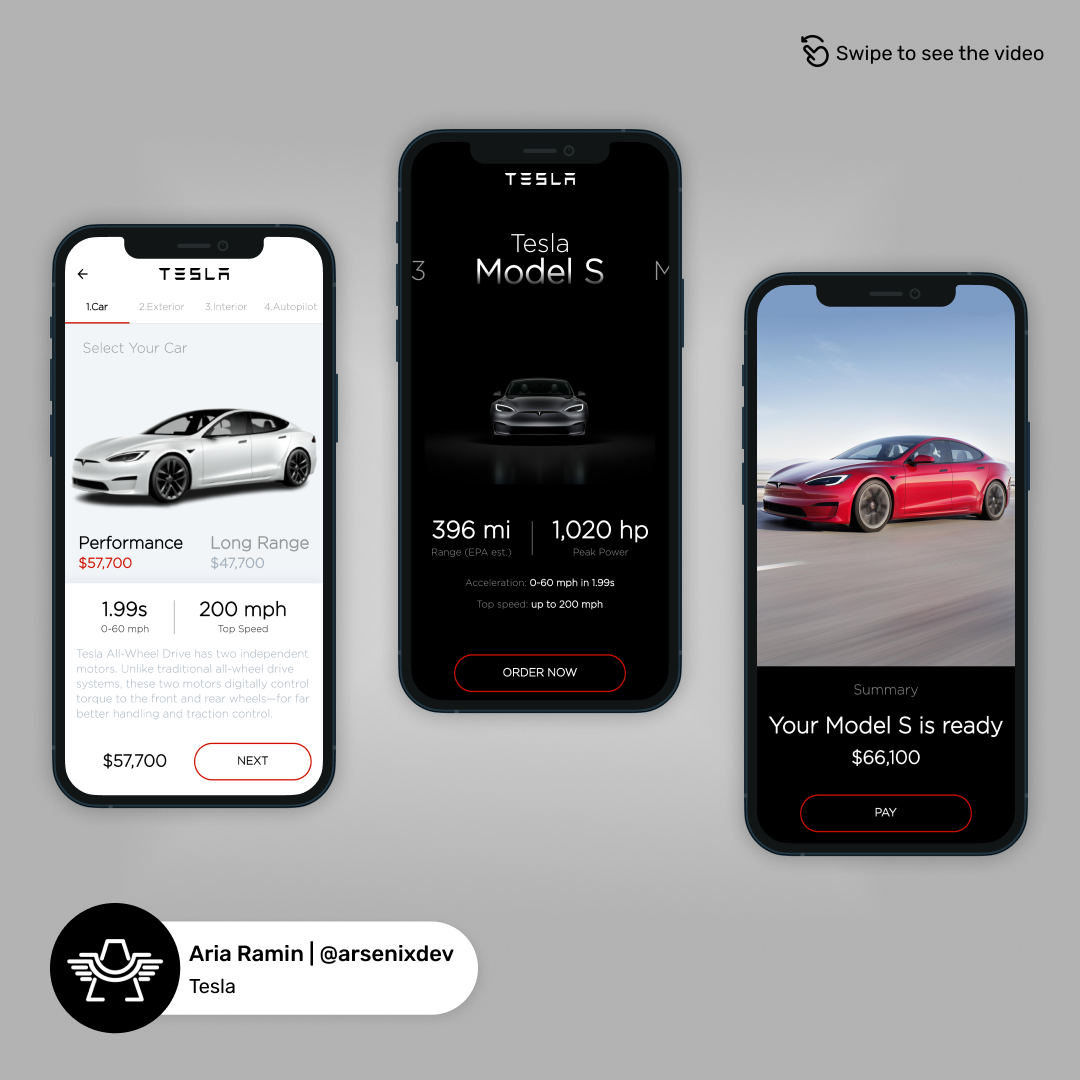 Swipe to see the video
TESLA
1.Car 2.Exterior 3.Interior 4.Autopilot
Select Your Car
Performance Long Range
$57,700 $47,700
1.99s 200 mph
0-60 mph Top Speed
Tesla All-Wheel Drive has two independent
motors. Unlike traditional all-wheel drive
systems, these two motors digitally control
torque to the front and rear wheels—for far
better handling and traction control.
$57,700 NEXT
TESLA
Tesla
3 Model S M
396 mi 1,020 hp
Range (EPA est.) Peak Power
Acceleration: 0-60 mph in 1.99s
Top speed: up to 200 mph
ORDER NOW
Summary
Your Model S is ready
$66,100
PAY
Aria Ramin | @arsenixdev
Tesla